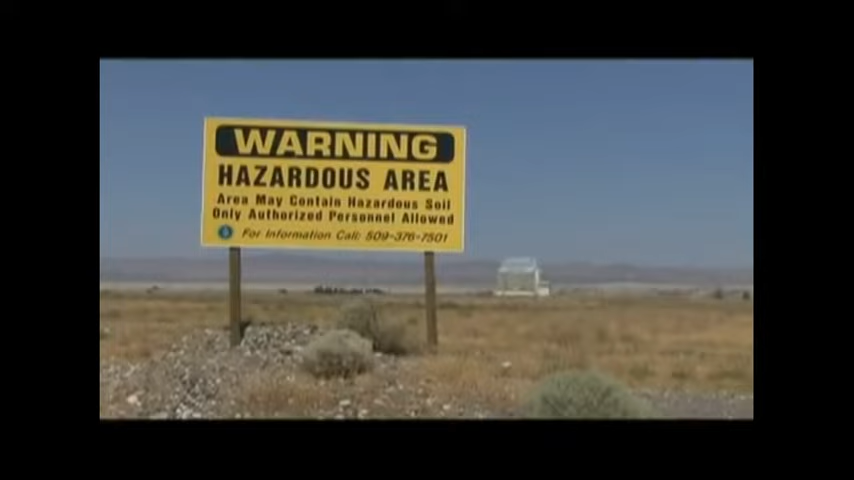 WARNING
HAZARDOUS AREA
Area May Contain Hazardous Soil
Only Authorized Personnel Allowed
For Information Call: 509-376-7501